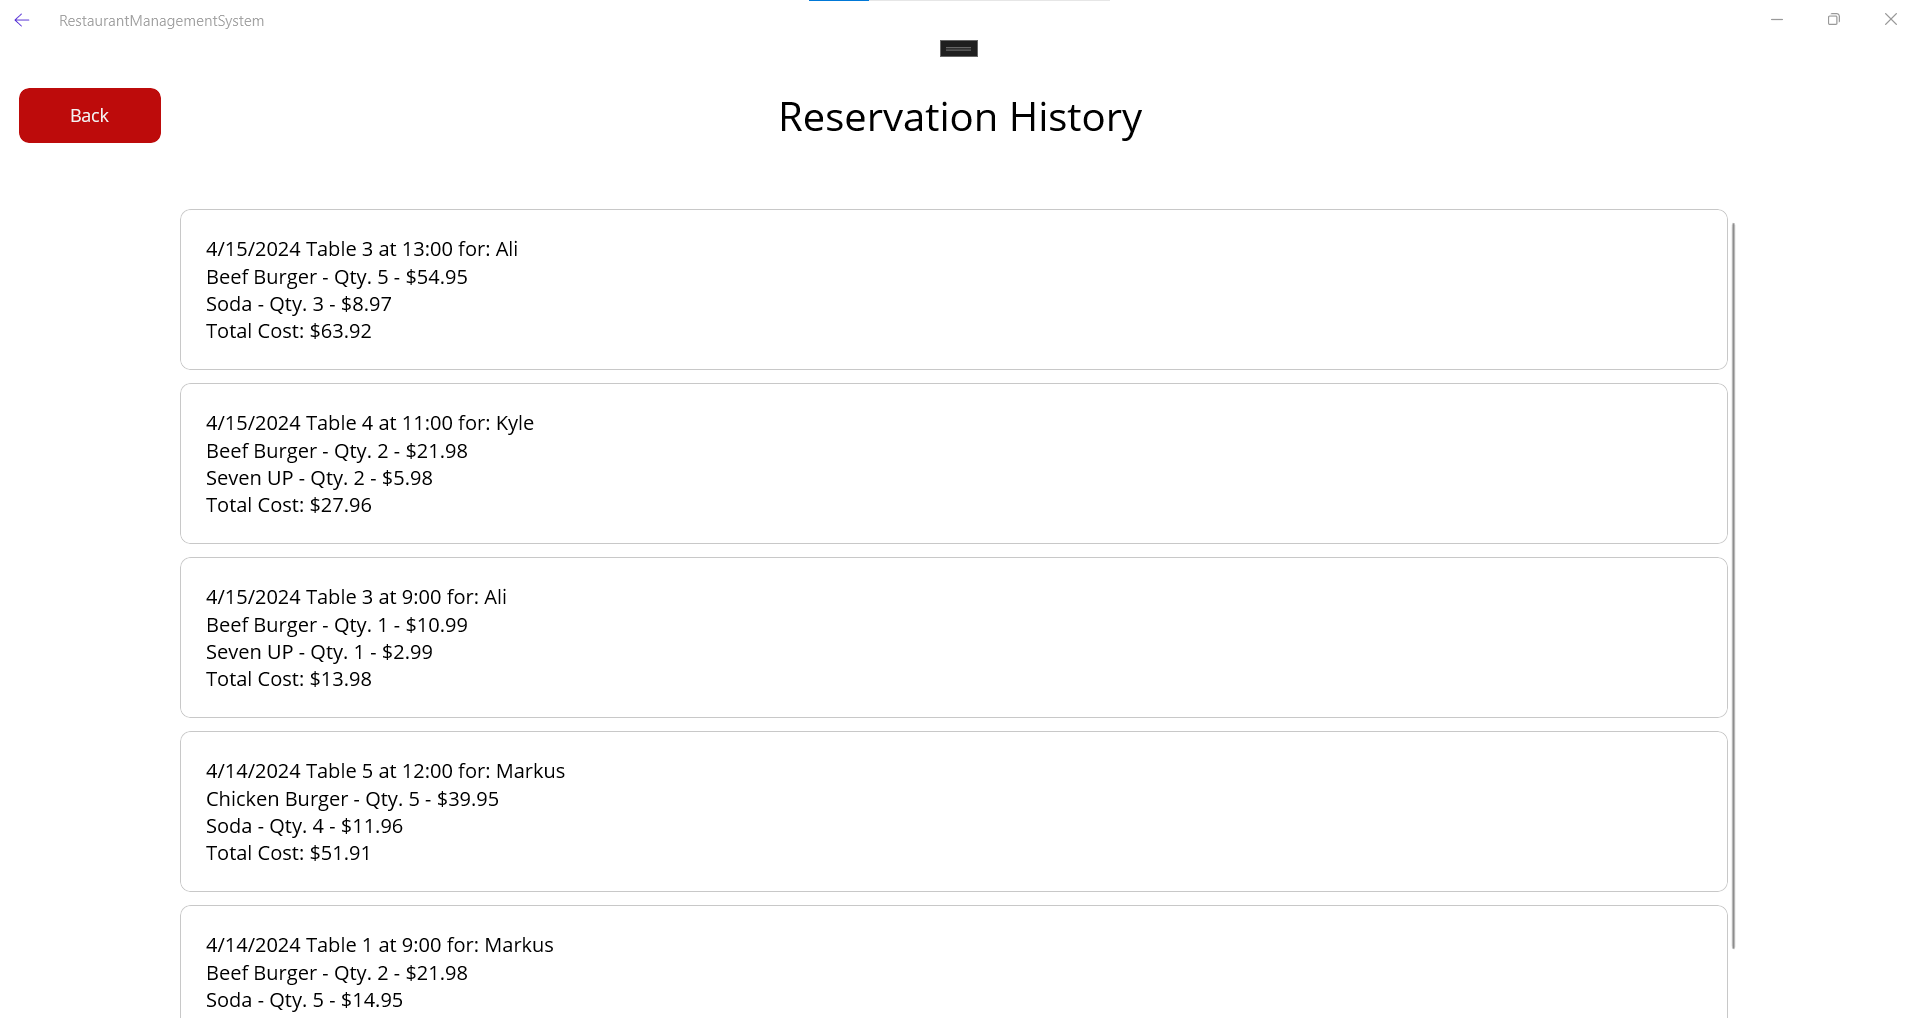 RestaurantManagementSystem
Back
Reservation History
4/15/2024 Table 3 at 13:00 for: Ali
Beef Burger - Qty. 5 - $54.95
Soda - Qty. 3 - $8.97
Total Cost: $63.92
4/15/2024 Table 4 at 11:00 for: Kyle
Beef Burger - Qty. 2 - $21.98
Seven UP - Qty. 2 - $5.98
Total Cost: $27.96
4/15/2024 Table 3 at 9:00 for: Ali
Beef Burger - Qty. 1 - $10.99
Seven UP - Qty. 1 - $2.99
Total Cost: $13.98
4/14/2024 Table 5 at 12:00 for: Markus
Chicken Burger - Qty. 5 - $39.95
Soda - Qty. 4 - $11.96
Total Cost: $51.91
4/14/2024 Table 1 at 9:00 for: Markus
Beef Burger - Qty. 2 - $21.98
Soda - Qty. 5 - $14.95